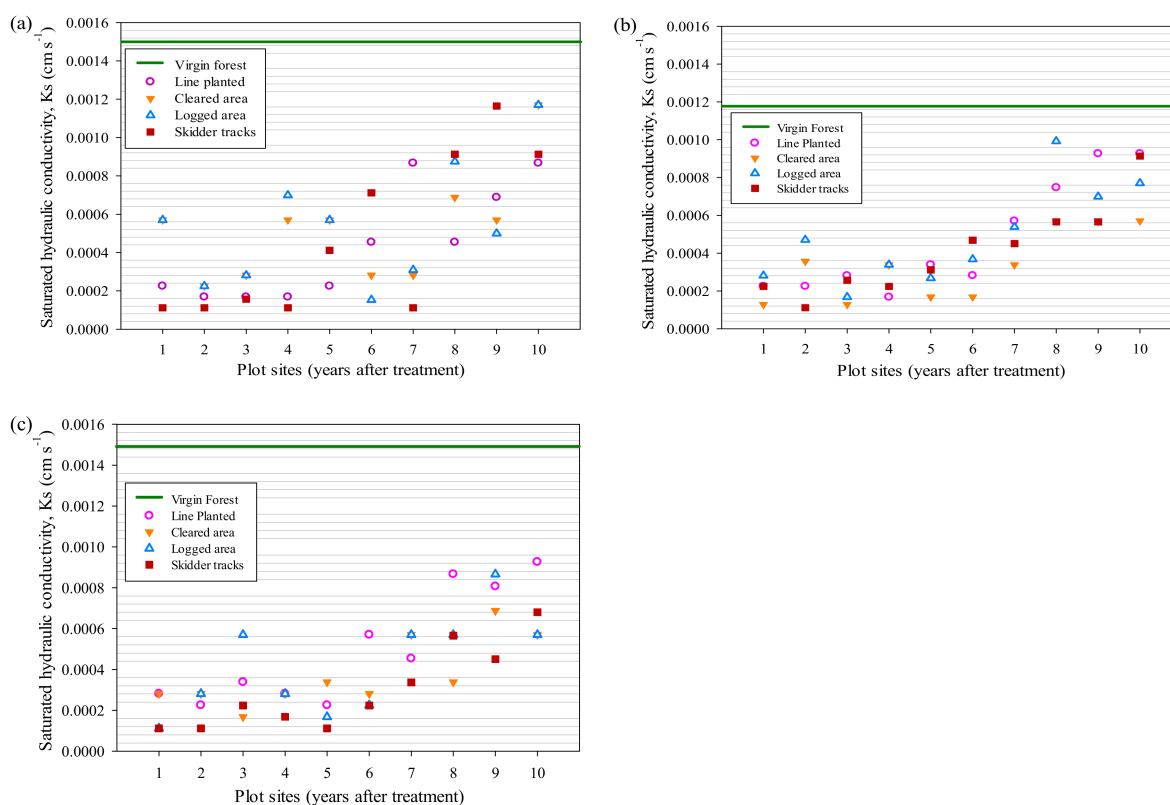 (a)
Saturated hydraulic conductivity, Ks (cm s-1)
0.0016
0.0014
0.0012
0.0010
0.0008
0.0006
0.0004
0.0002
0.0000
Virgin forest
Line planted
Cleared area
Logged area
Skidder tracks
1 2 3 4 5 6 7 8 9 10
Plot sites (years after treatment)
(b)
Saturated hydraulic conductivity, Ks (cm s-1)
0.0016
0.0014
0.0012
0.0010
0.0008
0.0006
0.0004
0.0002
0.0000
Virgin Forest
Line Planted
Cleared area
Logged area
Skidder tracks
1 2 3 4 5 6 7 8 9 10
Plot sites (years after treatment)
(c)
Saturated hydraulic conductivity, Ks (cm s-1)
0.0016
0.0014
0.0012
0.0010
0.0008
0.0006
0.0004
0.0002
0.0000
Virgin Forest
Line Planted
Cleared area
Logged area
Skidder tracks
1 2 3 4 5 6 7 8 9 10
Plot sites (years after treatment)